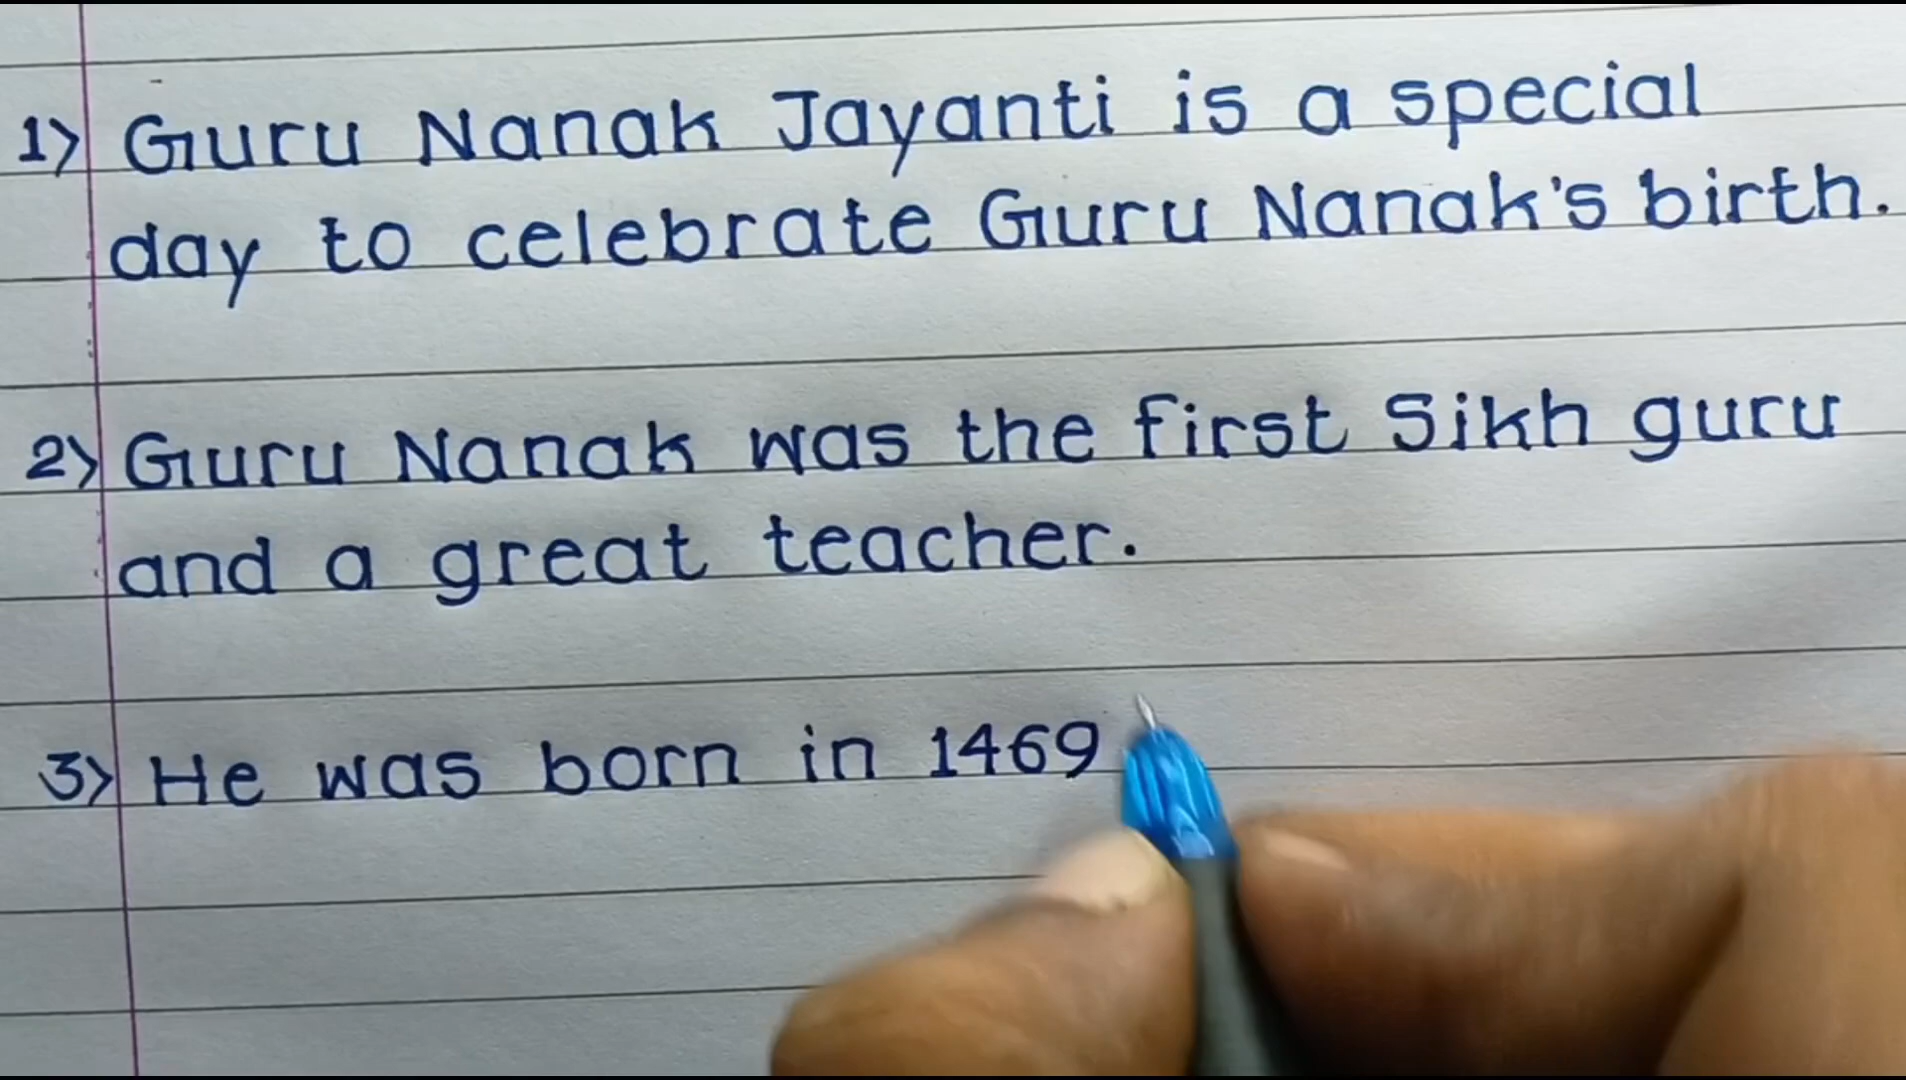 1) Guru Nanak Jayanti is a special
day to celebrate Guru Nanak's birth.
2) Guru Nanak was the first Sikh guru
and a great teacher.
3) He was born in 1469